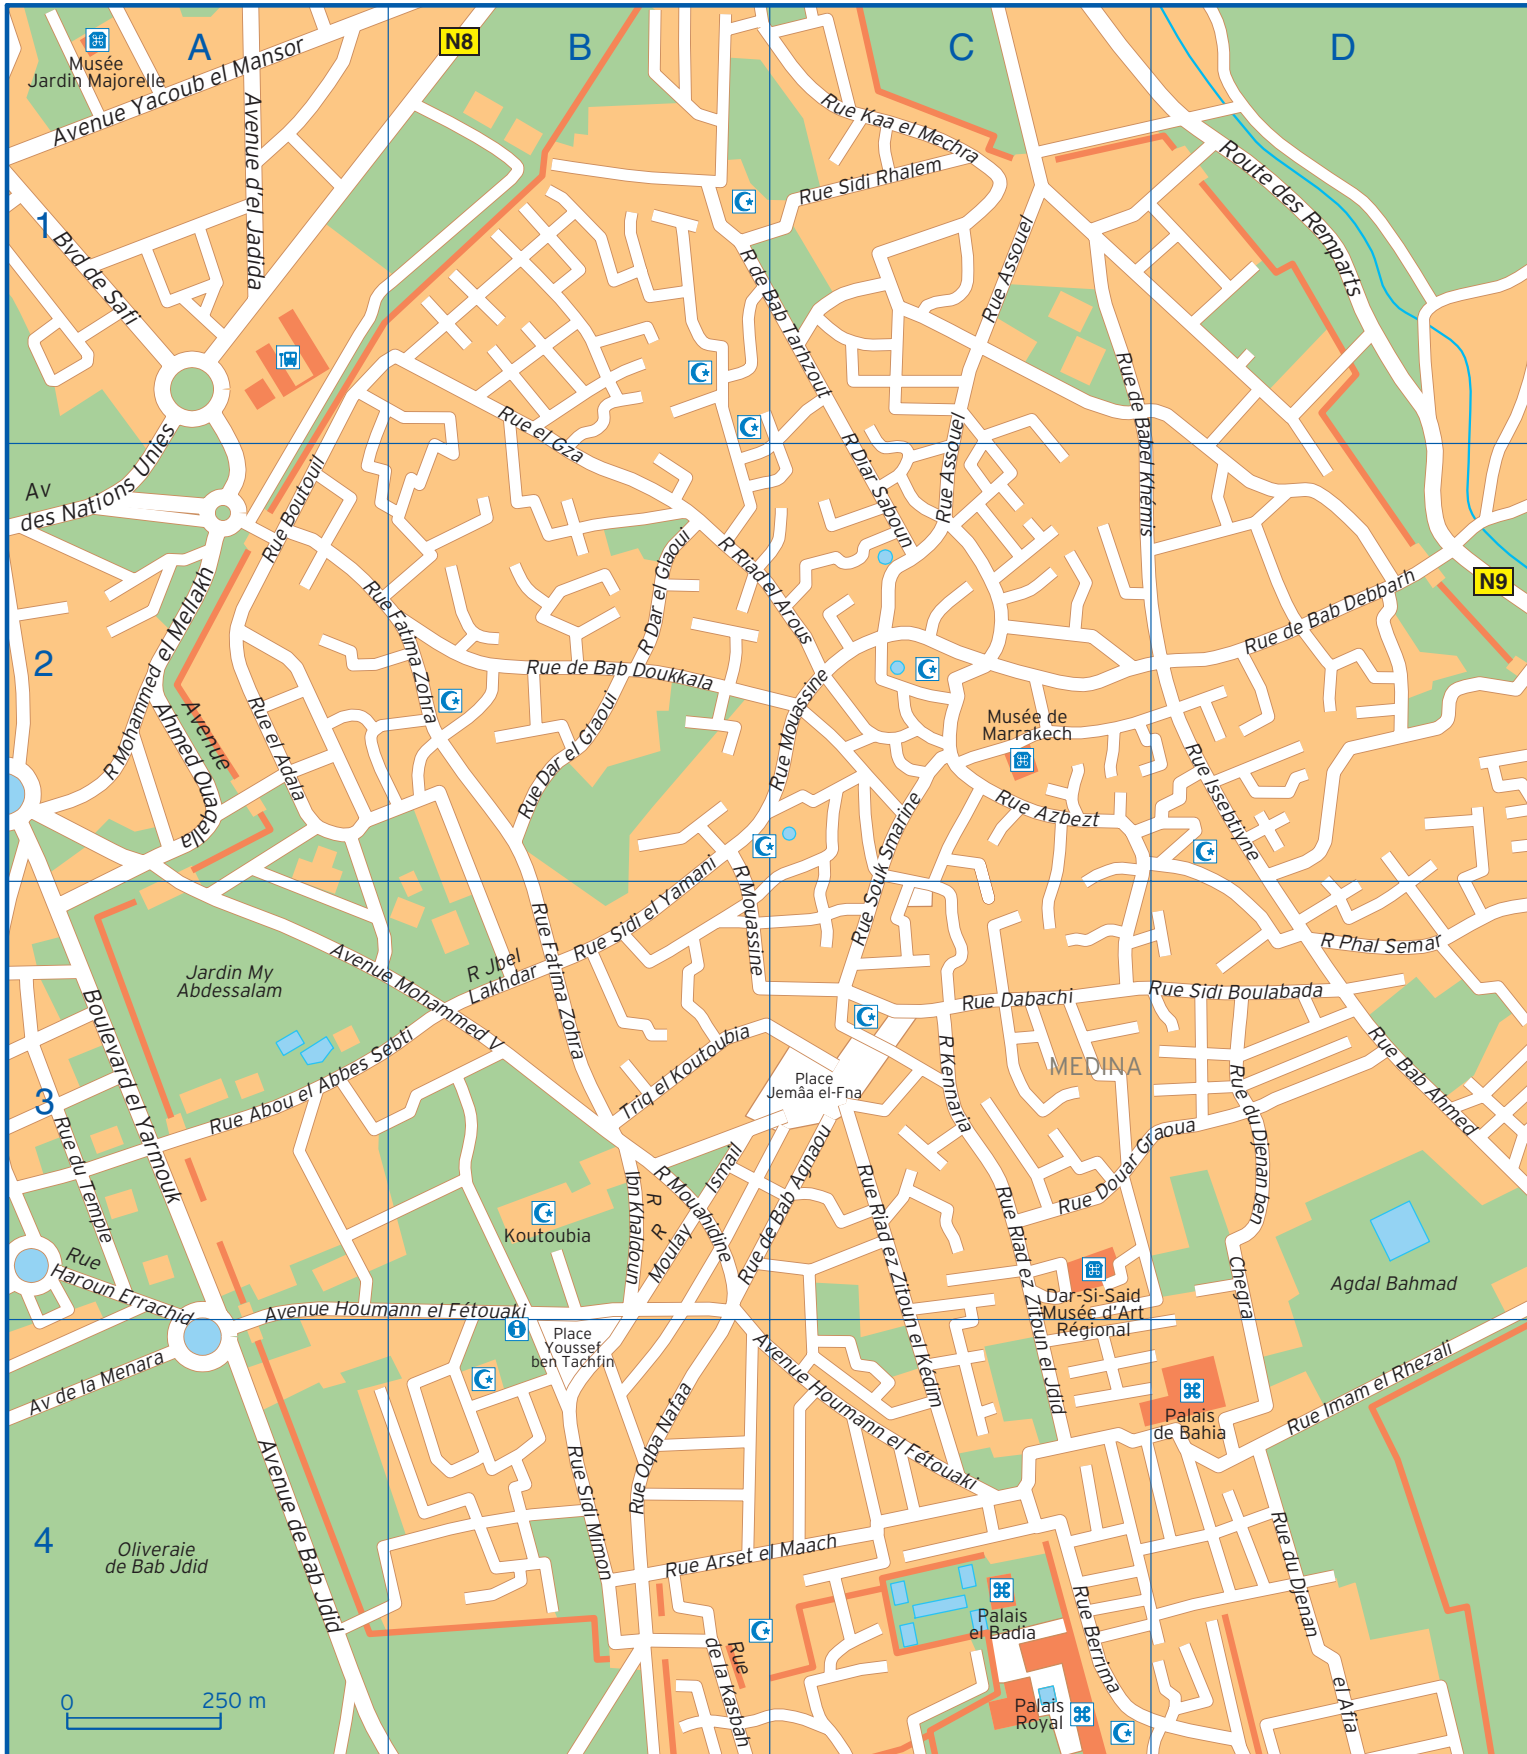 A
B
C
D
N8
Musée
Jardin Majorelle
Avenue Yacoub el Mansor
Avenue d'el Jadida
Rue Kaa el Mechra
Rue Sidi Rhalem
Route des Remparts
1
Bvd de Safi
R de Bab Tarhzout
Rue Assouel
Rue de Babel Khémis
Rue el Gza
R Diar Saboun
Rue Assouel
Av
des Nations Unies
Rue Boutouil
R Dar el Glaoui
R Riad el Arous
N9
Rue de Bab Debbarh
2
R Mohammed el Mellakh
Rue Fatima Zohra
Rue de Bab Doukkala
Avenue
Ahmed Ouaqalla
Rue el Adala
Rue Dar el Glaoui
Rue Mouassine
Musée de
Marrakech
Rue Azbezt
Rue Issebtiyne
Rue Souk Smarine
R Mouassine
Rue Sidi el Yamani
R Jbel
Lakhdar
Rue Fatima Zohra
Avenue Mohammed V
Jardin My
Abdessalam
R Phal Semar
Rue Dabachi
Rue Sidi Boulabada
Boulevard el Yarmouk
Rue Abou el Abbes Sebti
Triq el Koutoubia
Place
Jemâa el-Fna
R Kennaria
MEDINA
Rue Bab Ahmed
3
Rue du Temple
Rue du Djenan ben
Chegra
Rue Douar Graoua
Koutoubia
R
Ibn Khaldoun
R
Moulay Ismail
R Mouahidine
Rue de Bab Agnaou
Rue Riad ez Zitoun el Kédim
Rue Riad ez Zitoun el Jdid
Rue
Haroun Errachid
Avenue Houmann el Fétouaki
Dar-Si-Said
Musée d'Art
Régional
Agdal Bahmad
Place
Youssef
ben Tachfin
Av de la Menara
Avenue Houmann el Fétouaki
Palais
de Bahia
Rue Imam el Rhezali
Avenue de Bab Jdid
Rue Sidi Mimon
Rue Oqba Nafaa
4
Oliveraie
de Bab Jdid
Rue Arset el Maach
Palais
el Badia
Rue Berrima
Rue du Djenan
el Afia
Rue
de la Kasbah
Palais
Royal
0
250 m